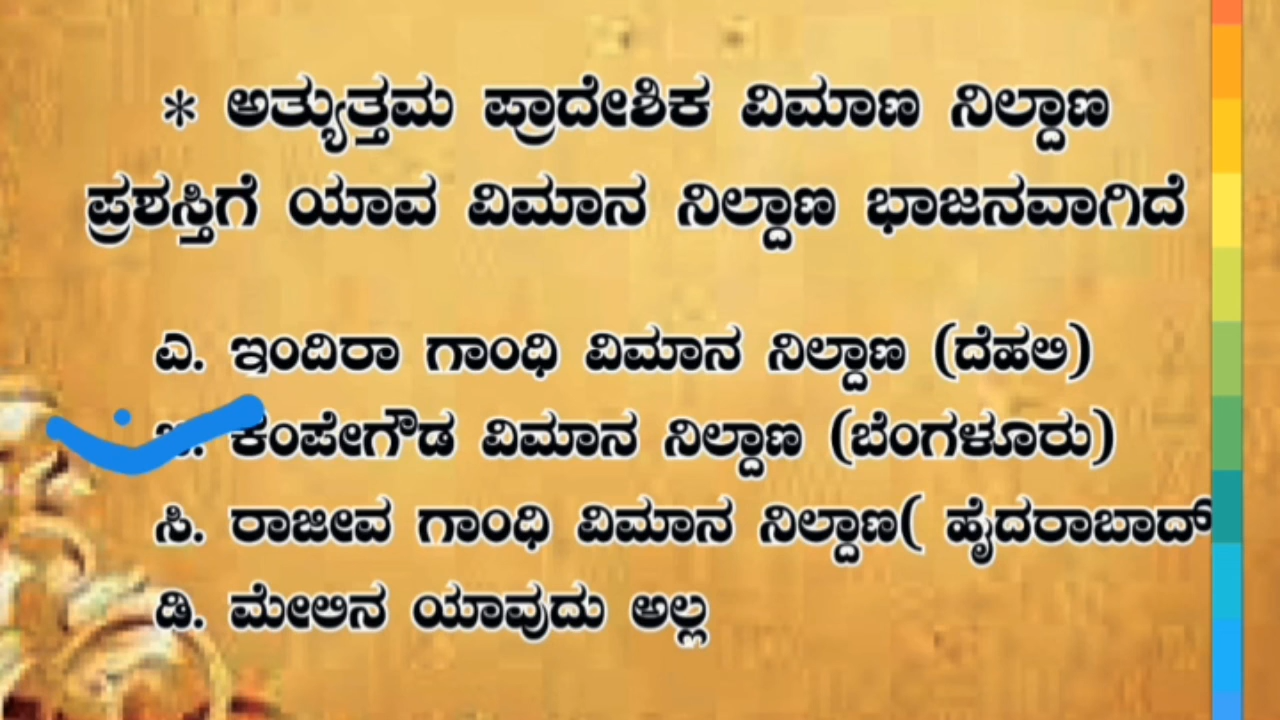 * ಅತ್ಯುತ್ತಮ ಪ್ರಾದೇಶಿಕ ವಿಮಾಣ ನಿಲ್ದಾಣ
ಪ್ರಶಸ್ತಿಗೆ ಯಾವ ವಿಮಾನ ನಿಲ್ದಾಣ ಭಾಜನವಾಗಿದೆ
ಎ. ಇಂದಿರಾ ಗಾಂಧಿ ವಿಮಾನ ನಿಲ್ದಾಣ (ದೆಹಲಿ)
ಬಿ. ಕೆಂಪೇಗೌಡ ವಿಮಾನ ನಿಲ್ದಾಣ (ಬೆಂಗಳೂರು)
ಸಿ. ರಾಜೀವ ಗಾಂಧಿ ವಿಮಾನ ನಿಲ್ದಾಣ( ಹೈದರಾಬಾದ್
ಡಿ. ಮೇಲಿನ ಯಾವುದು ಅಲ್ಲ